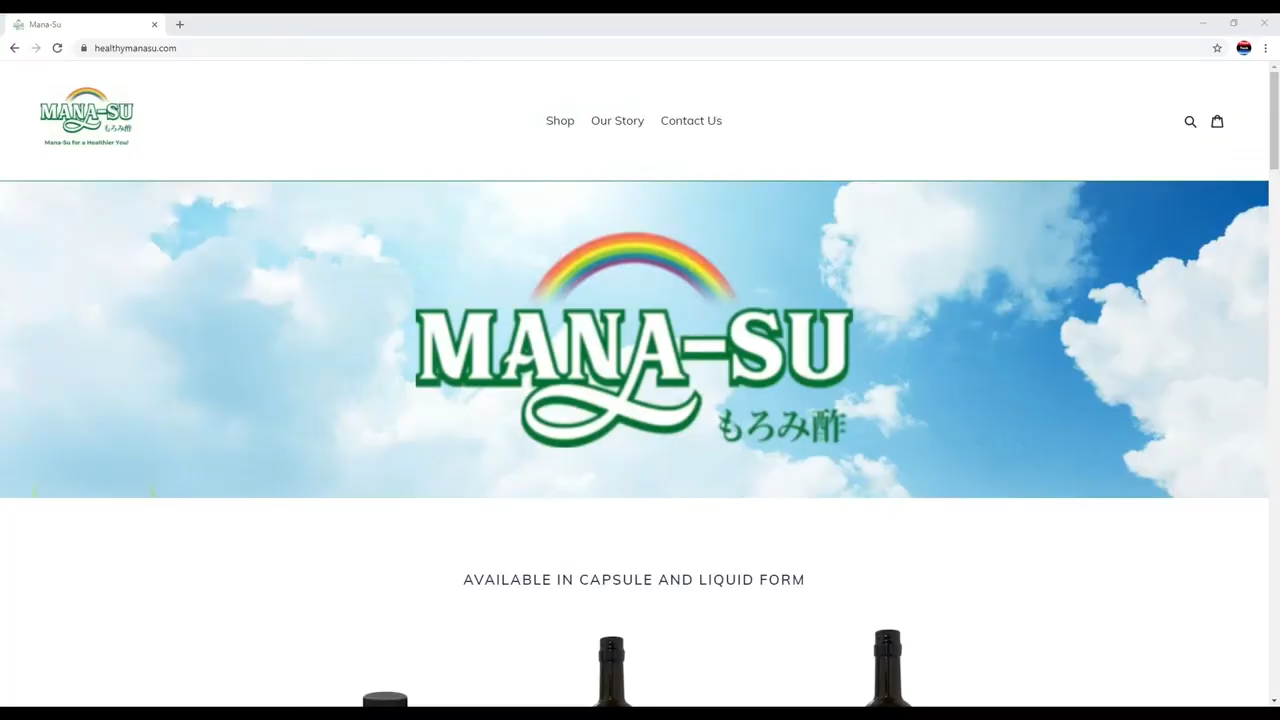 Mana-Su
healthymanasu.com
MANA-SU
もろみ酢
Mana-Su for a Healthier You!
Shop Our Story Contact Us
MANA-SU
もろみ酢
AVAILABLE IN CAPSULE AND LIQUID FORM